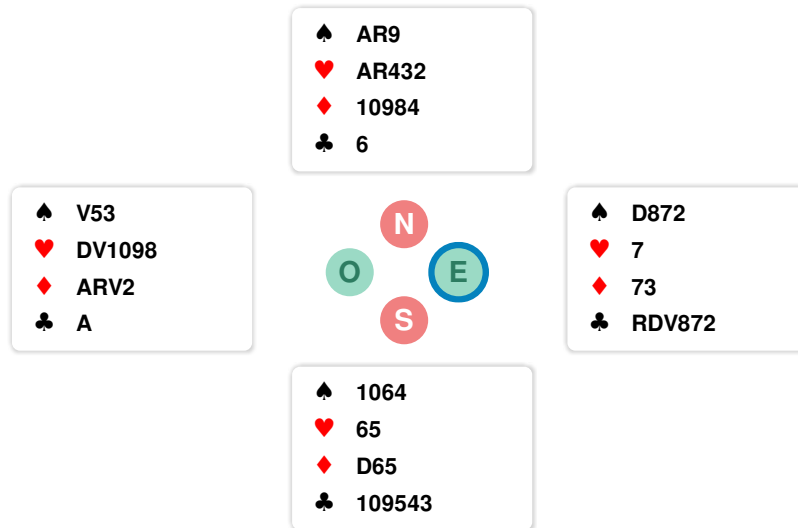 ♠ AR9
♥ AR432
♦ 10984
♣ 6
♠ V53
♥ DV1098
♦ ARV2
♣ A
N
O
E
S
♠ D872
♥ 7
♦ 73
♣ RDV872
♠ 1064
♥ 65
♦ D65
♣ 109543